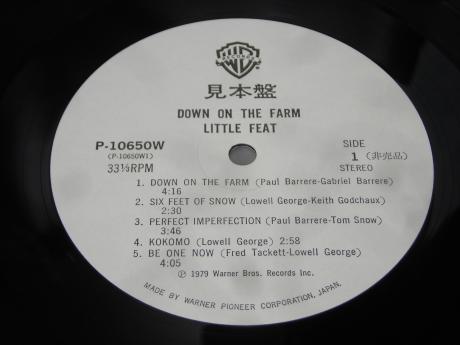 WB
RECORDS
見本盤
DOWN ON THE FARM
LITTLE FEAT
P-10650W
(P-10650W1)
33⅓RPM
SIDE
1 (非売品)
STEREO
1. DOWN ON THE FARM (Paul Barrere-Gabriel Barrere)
4:16
2. SIX FEET OF SNOW (Lowell George-Keith Godchaux)
2:30
3. PERFECT IMPERFECTION (Paul Barrere-Tom Snow)
3:46
4. KOKOMO (Lowell George) 2:58
5. BE ONE NOW (Fred Tackett-Lowell George)
4:05
Ⓟ 1979 Warner Bros. Records Inc.
MADE BY WARNER PIONEER CORPORATION, JAPAN.